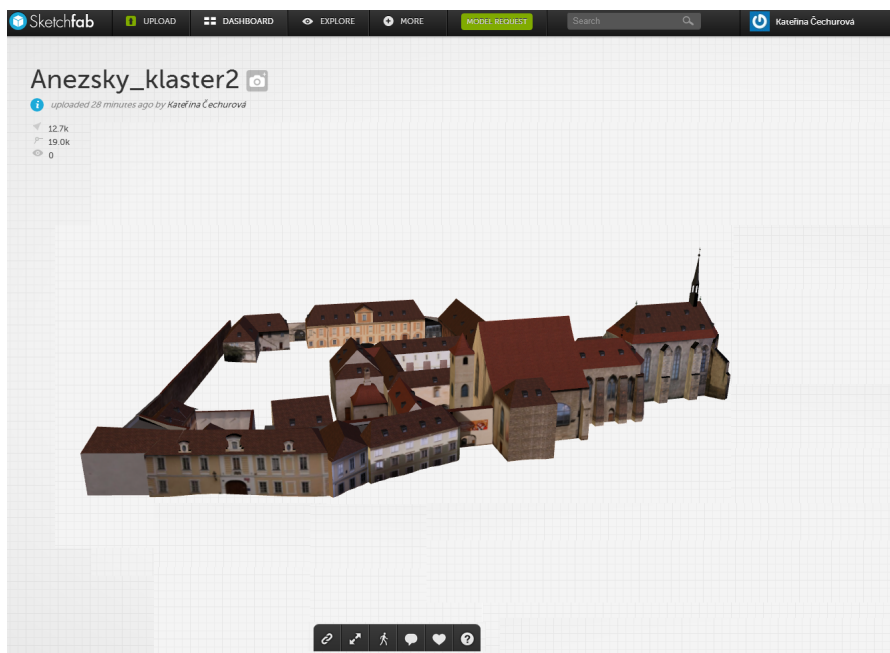 Sketchfab UPLOAD DASHBOARD EXPLORE MORE MODEL REQUEST Search Kateřina Čechurová
Anezsky_klaster2
uploaded 28 minutes ago by Kateřina Čechurová
12.7k
19.0k
0